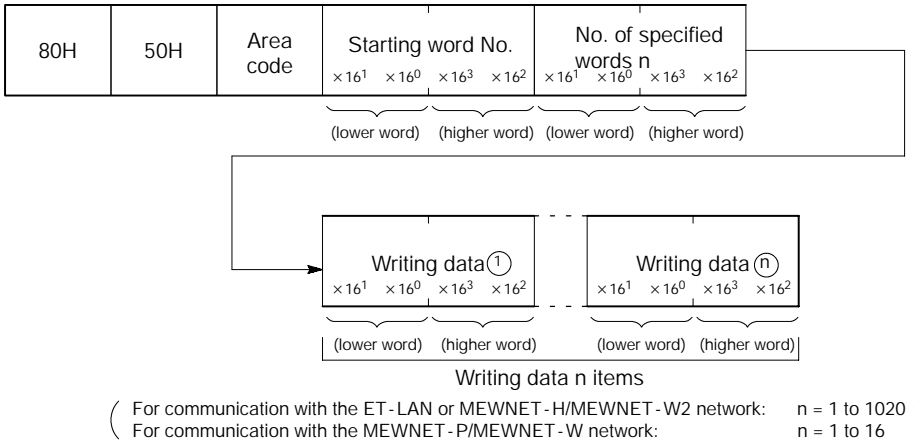 80H 50H Area code Starting word No. No. of specified words n
×16¹ ×16⁰ ×16³ ×16² ×16¹ ×16⁰ ×16³ ×16²
(lower word) (higher word) (lower word) (higher word)
Writing data ① Writing data ⓝ
×16¹ ×16⁰ ×16³ ×16² ×16¹ ×16⁰ ×16³ ×16²
(lower word) (higher word) (lower word) (higher word)
Writing data n items
For communication with the ET-LAN or MEWNET-H/MEWNET-W2 network: n = 1 to 1020
For communication with the MEWNET-P/MEWNET-W network: n = 1 to 16